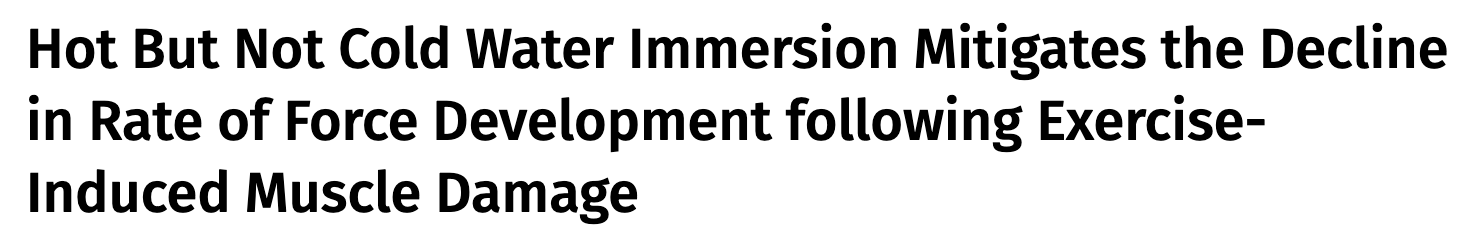 Hot But Not Cold Water Immersion Mitigates the Decline
in Rate of Force Development following Exercise-
Induced Muscle Damage